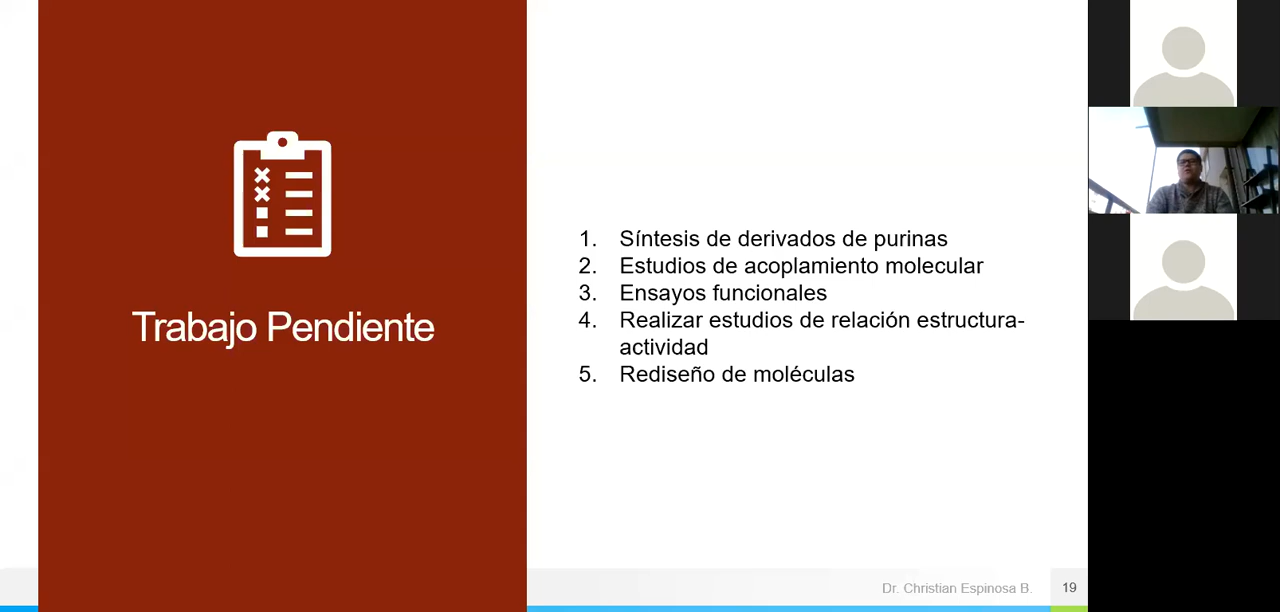 Trabajo Pendiente
1. Síntesis de derivados de purinas
2. Estudios de acoplamiento molecular
3. Ensayos funcionales
4. Realizar estudios de relación estructura-
actividad
5. Rediseño de moléculas
Dr. Christian Espinosa B.
19